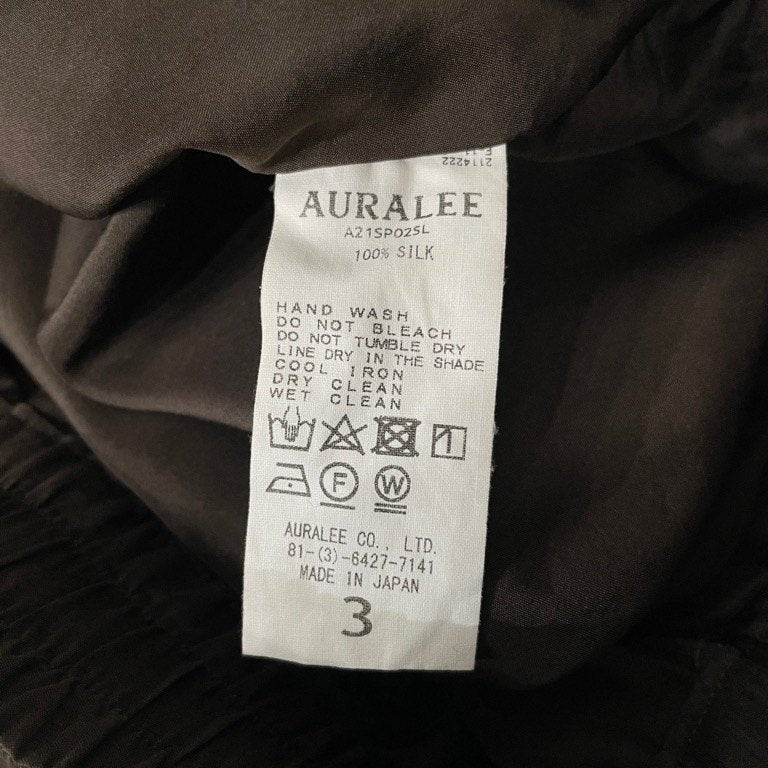 2114222
AURALEE
A21SP02SL
100% SILK
HAND WASH
DO NOT BLEACH
DO NOT TUMBLE DRY
LINE DRY IN THE SHADE
COOL IRON
DRY CLEAN
WET CLEAN
F
W
AURALEE CO., LTD.
81-(3)-6427-7141
MADE IN JAPAN
3